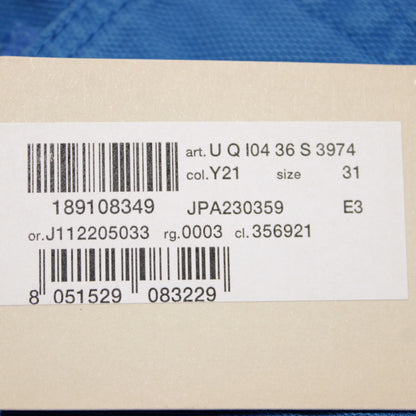 art. U Q I04 36 S 3974
col. Y21 size 31
189108349 JPA230359 E3
or. J112205033 rg. 0003 cl. 356921
8 051529 083229